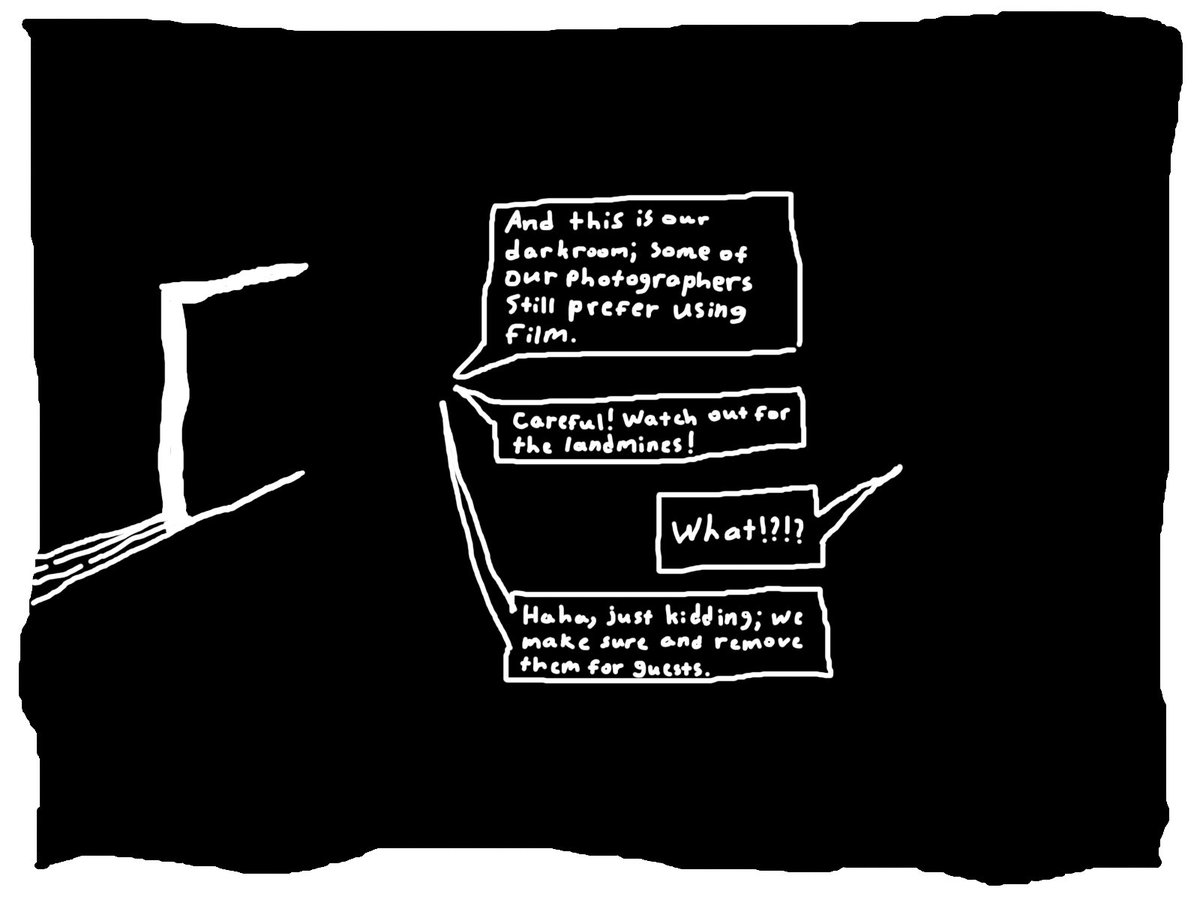 And this is our
darkroom; some of
our photographers
still prefer using
film.
Careful! Watch out for
the landmines!
What!?!?
Haha, just kidding; we
make sure and remove
them for guests.